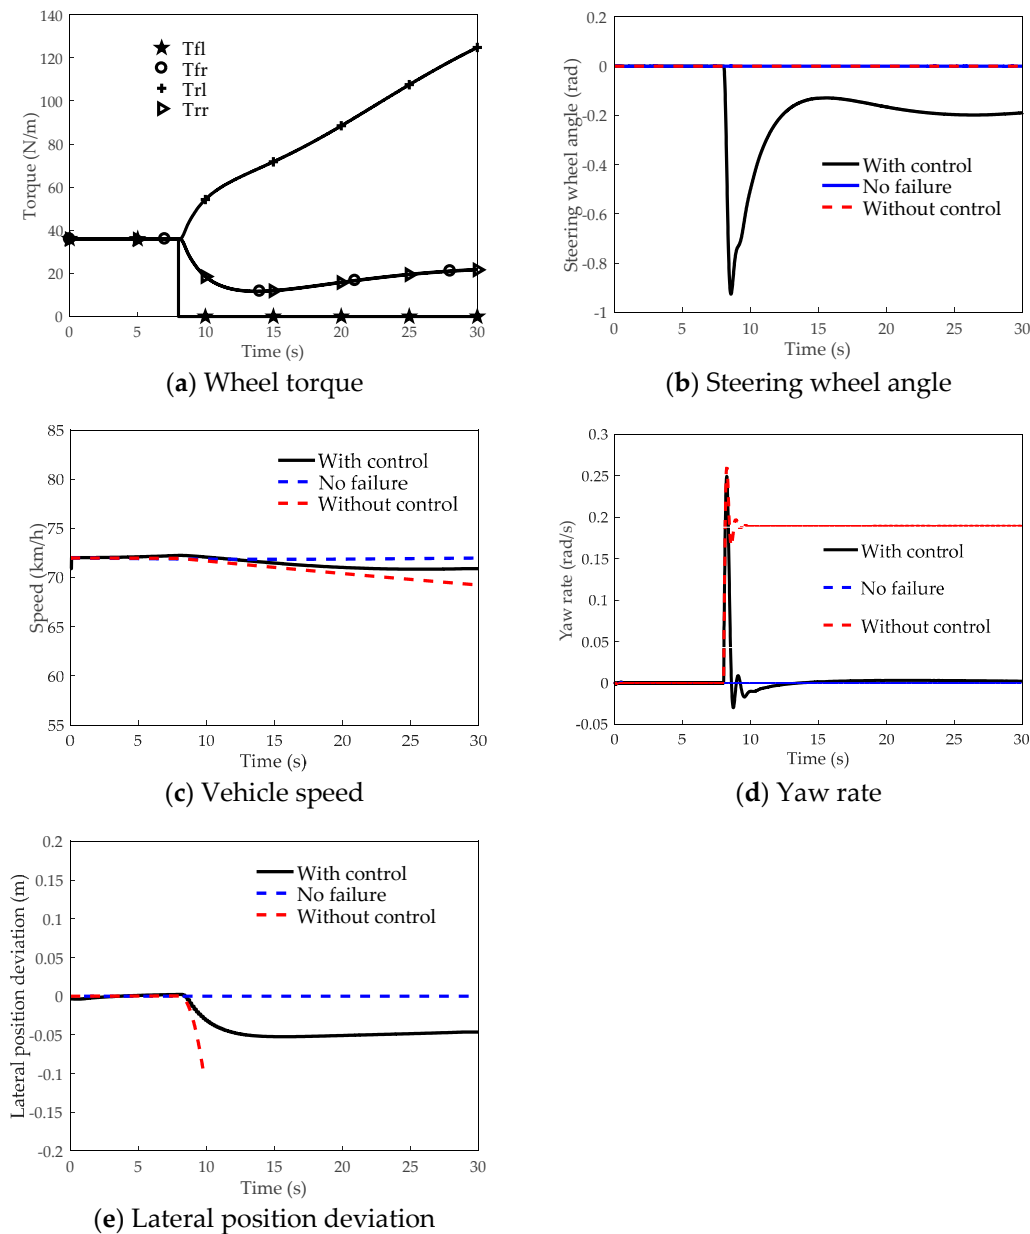 140
120
100
80
60
40
20
0
Torque (N/m)
Tfl
Tfr
Trl
Trr
0 5 10 15 20 25 30
Time (s)
(a) Wheel torque
0.2
0
-0.2
-0.4
-0.6
-0.8
-1
Steering wheel angle (rad)
With control
No failure
Without control
0 5 10 15 20 25 30
Time (s)
(b) Steering wheel angle
85
80
75
70
65
60
55
Speed (km/h)
With control
No failure
Without control
0 5 10 15 20 25 30
Time (s)
(c) Vehicle speed
0.3
0.25
0.2
0.15
0.1
0.05
0
-0.05
Yaw rate (rad/s)
With control
No failure
Without control
0 5 10 15 20 25 30
Time (s)
(d) Yaw rate
0.2
0.15
0.1
0.05
0
-0.05
-0.1
-0.15
-0.2
Lateral position deviation (m)
With control
No failure
Without control
0 5 10 15 20 25 30
Time (s)
(e) Lateral position deviation